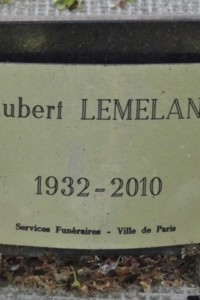 ubert LEMELAN
1932-2010
Services Funéraires - Ville de Paris